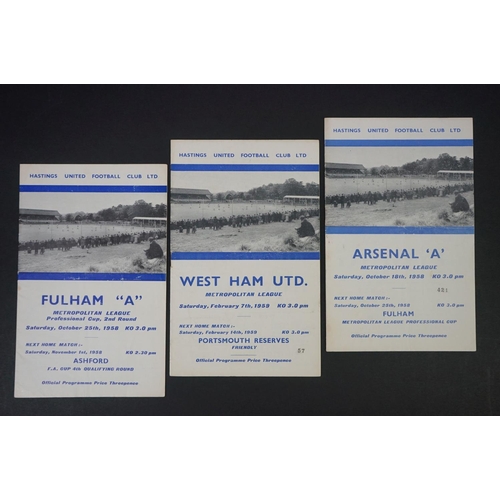 HASTINGS UNITED FOOTBALL CLUB LTD
FULHAM "A"
METROPOLITAN LEAGUE
Professional Cup, 2nd Round
Saturday, October 25th, 1958 KO 3.0 pm
NEXT HOME MATCH :-
Saturday, November 1st, 1958 KO 2.30 pm
ASHFORD
F.A. CUP 4th QUALIFYING ROUND
Official Programme Price Threepence
HASTINGS UNITED FOOTBALL CLUB LTD
WEST HAM UTD.
METROPOLITAN LEAGUE
Saturday, February 7th, 1959 KO 3.0 pm
NEXT HOME MATCH :-
Saturday, February 14th, 1959 KO 3.0 pm
PORTSMOUTH RESERVES
FRIENDLY
57
Official Programme Price Threepence
HASTINGS UNITED FOOTBALL CLUB LTD
ARSENAL 'A'
METROPOLITAN LEAGUE
Saturday, October 18th, 1958 KO 3.0 pm
NEXT HOME MATCH :-
Saturday, October 25th, 1958 KO 3.0 pm
FULHAM
METROPOLITAN LEAGUE PROFESSIONAL CUP
Official Programme Price Threepence